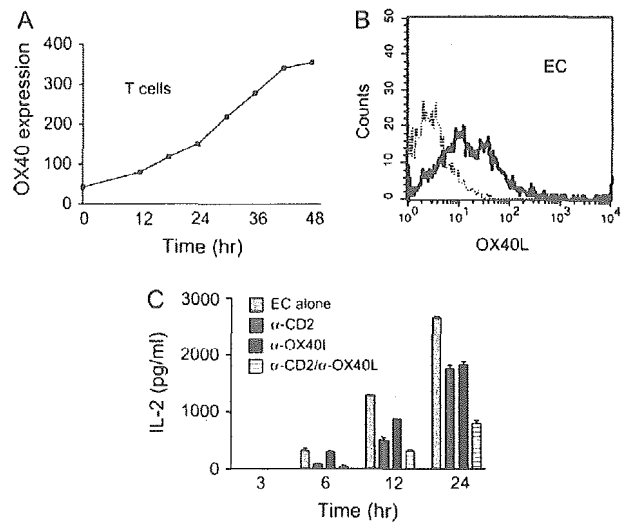 A
OX40 expression
400
300
200
100
0
T cells
0 12 24 36 48
Time (hr)
B
Counts
50
40
30
20
10
0
EC
10⁰ 10¹ 10² 10³ 10⁴
OX40L
C
IL-2 (pg/ml)
3000
2000
1000
0
EC alone
α-CD2
α-OX40L
α-CD2/α-OX40L
3 6 12 24
Time (hr)